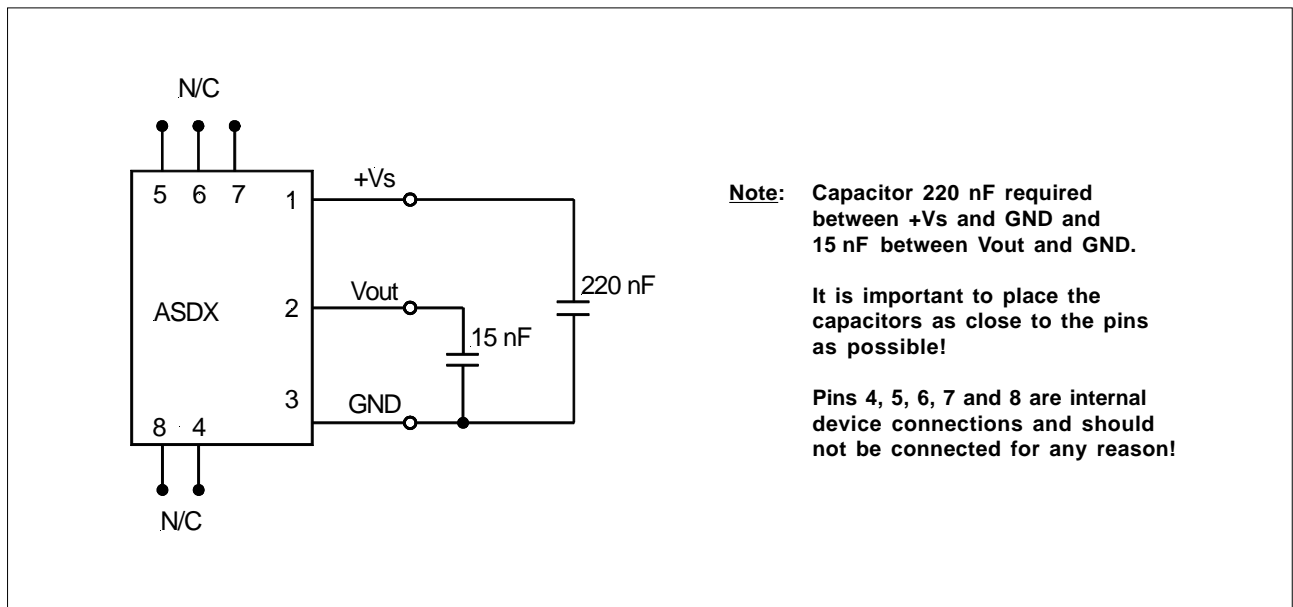 N/C
5 6 7
1
+Vs
ASDX
2
Vout
220 nF
15 nF
3
GND
8 4
N/C
Note: Capacitor 220 nF required
between +Vs and GND and
15 nF between Vout and GND.
It is important to place the
capacitors as close to the pins
as possible!
Pins 4, 5, 6, 7 and 8 are internal
device connections and should
not be connected for any reason!